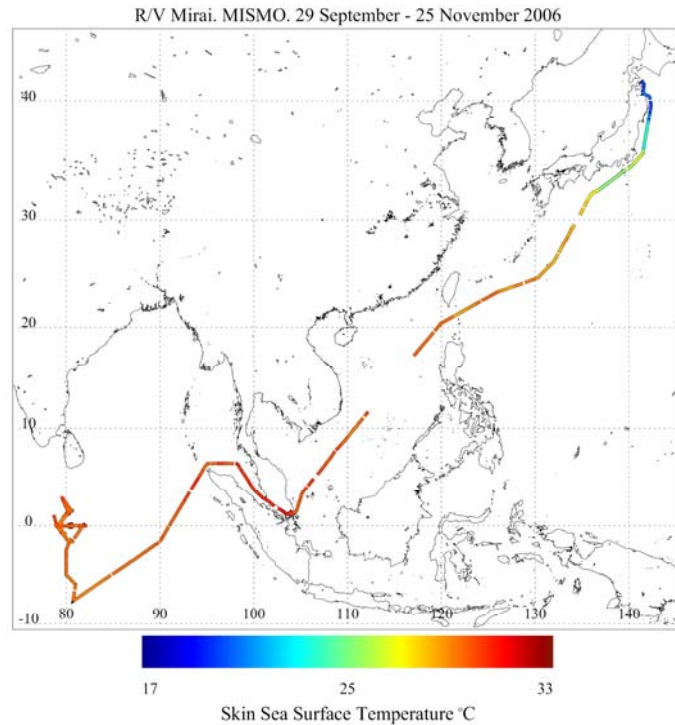 R/V Mirai. MISMO. 29 September - 25 November 2006
40
30
20
10
0
-10
80 90 100 110 120 130 140
17 25 33
Skin Sea Surface Temperature °C